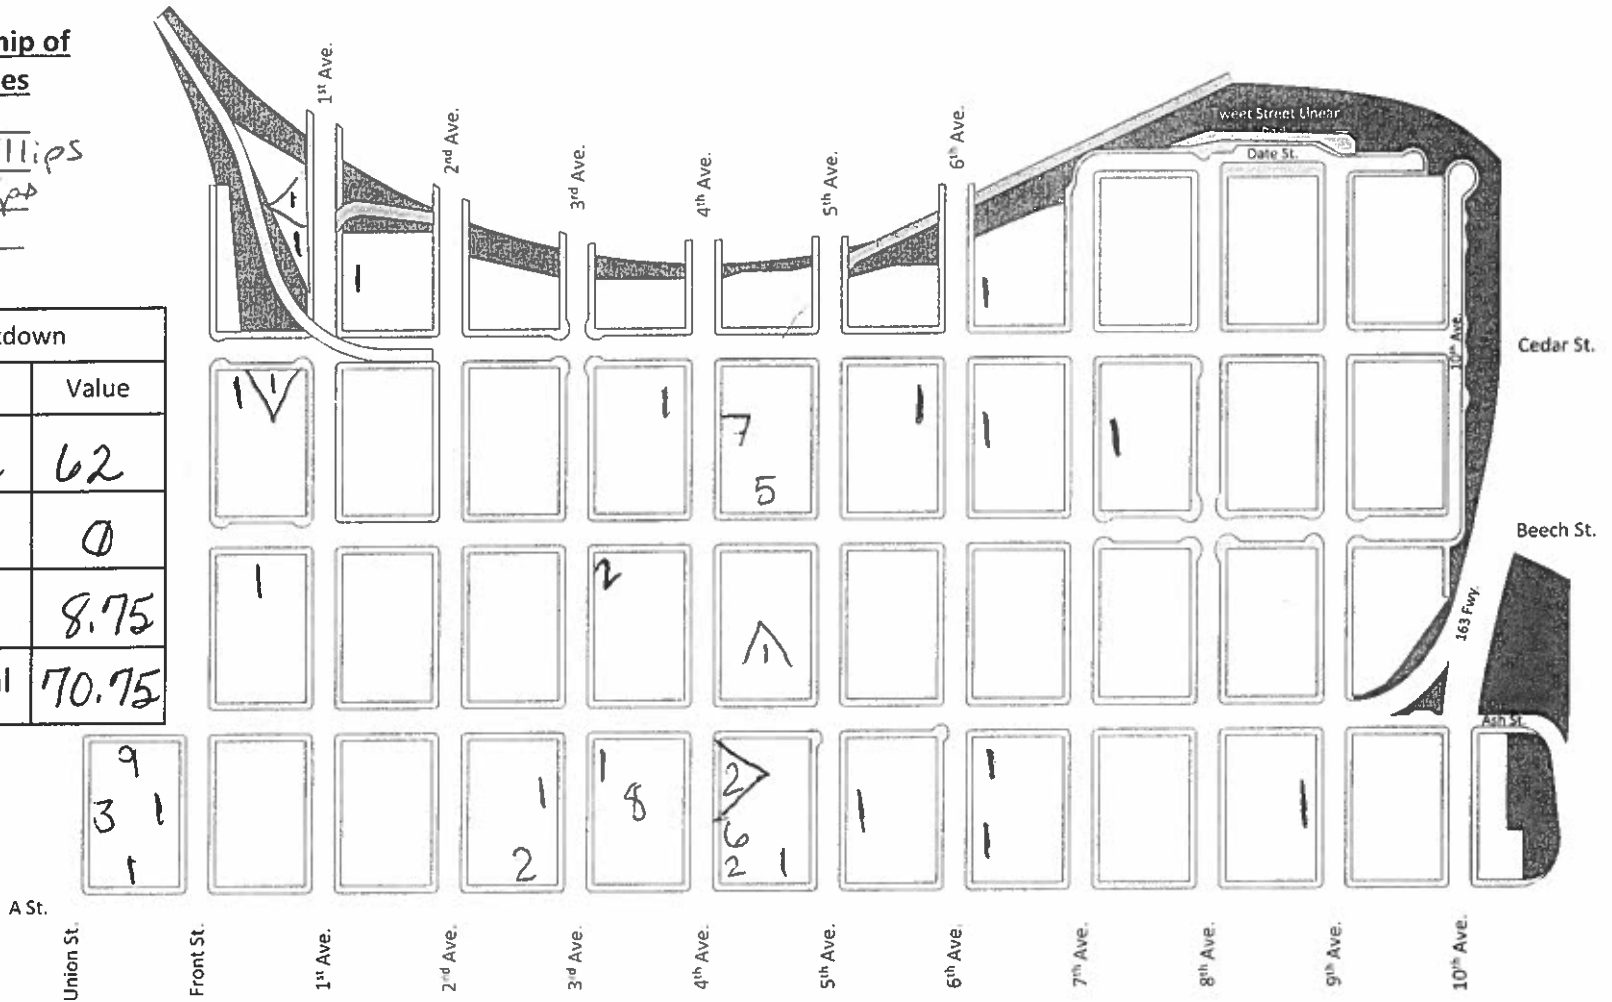 hip of
es
llips
1st Ave.
2nd Ave.
3rd Ave.
4th Ave.
5th Ave.
6th Ave.
Tweet Street Linear
Date St.
1
1
1
1
down
Value
62
0
8.75
l 70.75
Cedar St.
10th Ave.
1 1
1
7
5
1
1
1
Beech St.
1
2
1
163 Fwy.
Ash St.
9
3 1
1
1
2
1
8
2
6
2 1
1
1
1
1
A St.
Union St.
Front St.
1st Ave.
2nd Ave.
3rd Ave.
4th Ave.
5th Ave.
6th Ave.
7th Ave.
8th Ave.
9th Ave.
10th Ave.